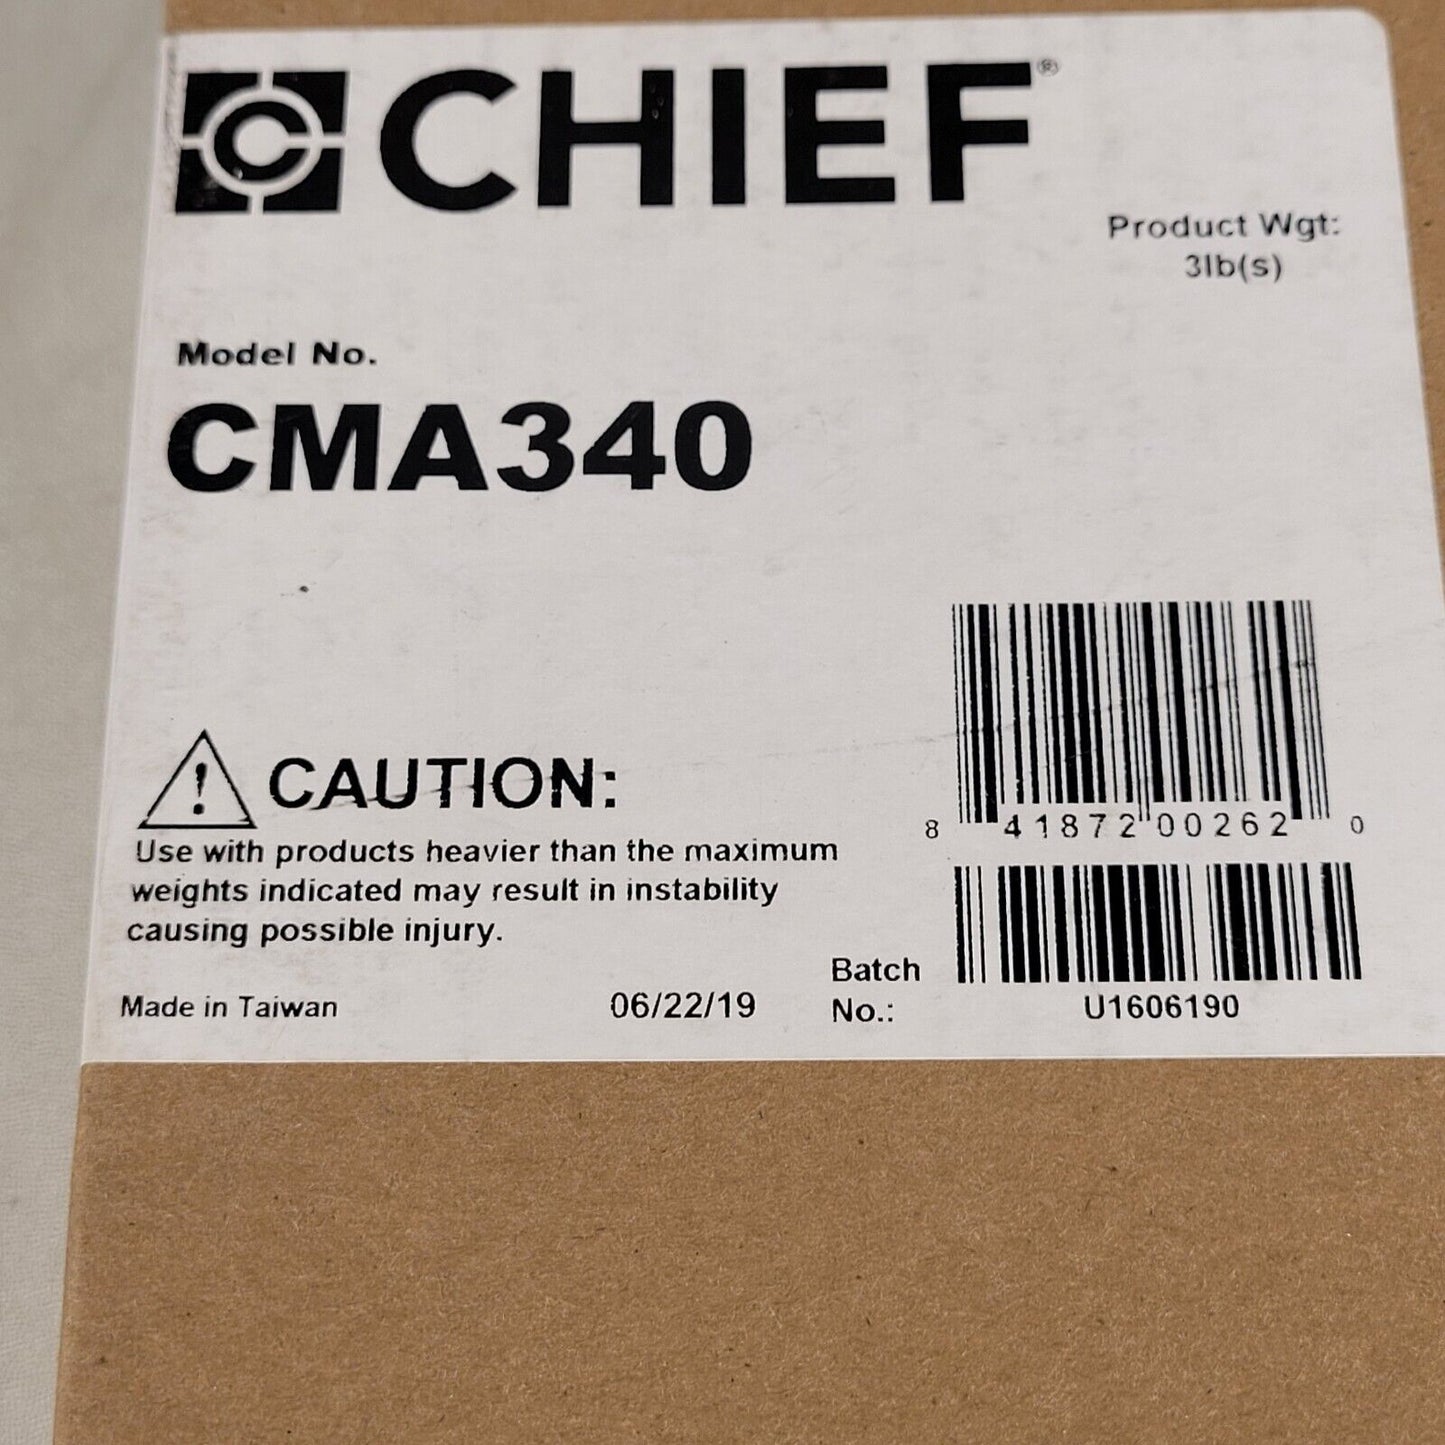 CHIEF®
Product Wgt:
3lb(s)
Model No.
CMA340
CAUTION:
Use with products heavier than the maximum
weights indicated may result in instability
causing possible injury.
8 41872 00262 0
Made in Taiwan
06/22/19
Batch
No.:
U1606190